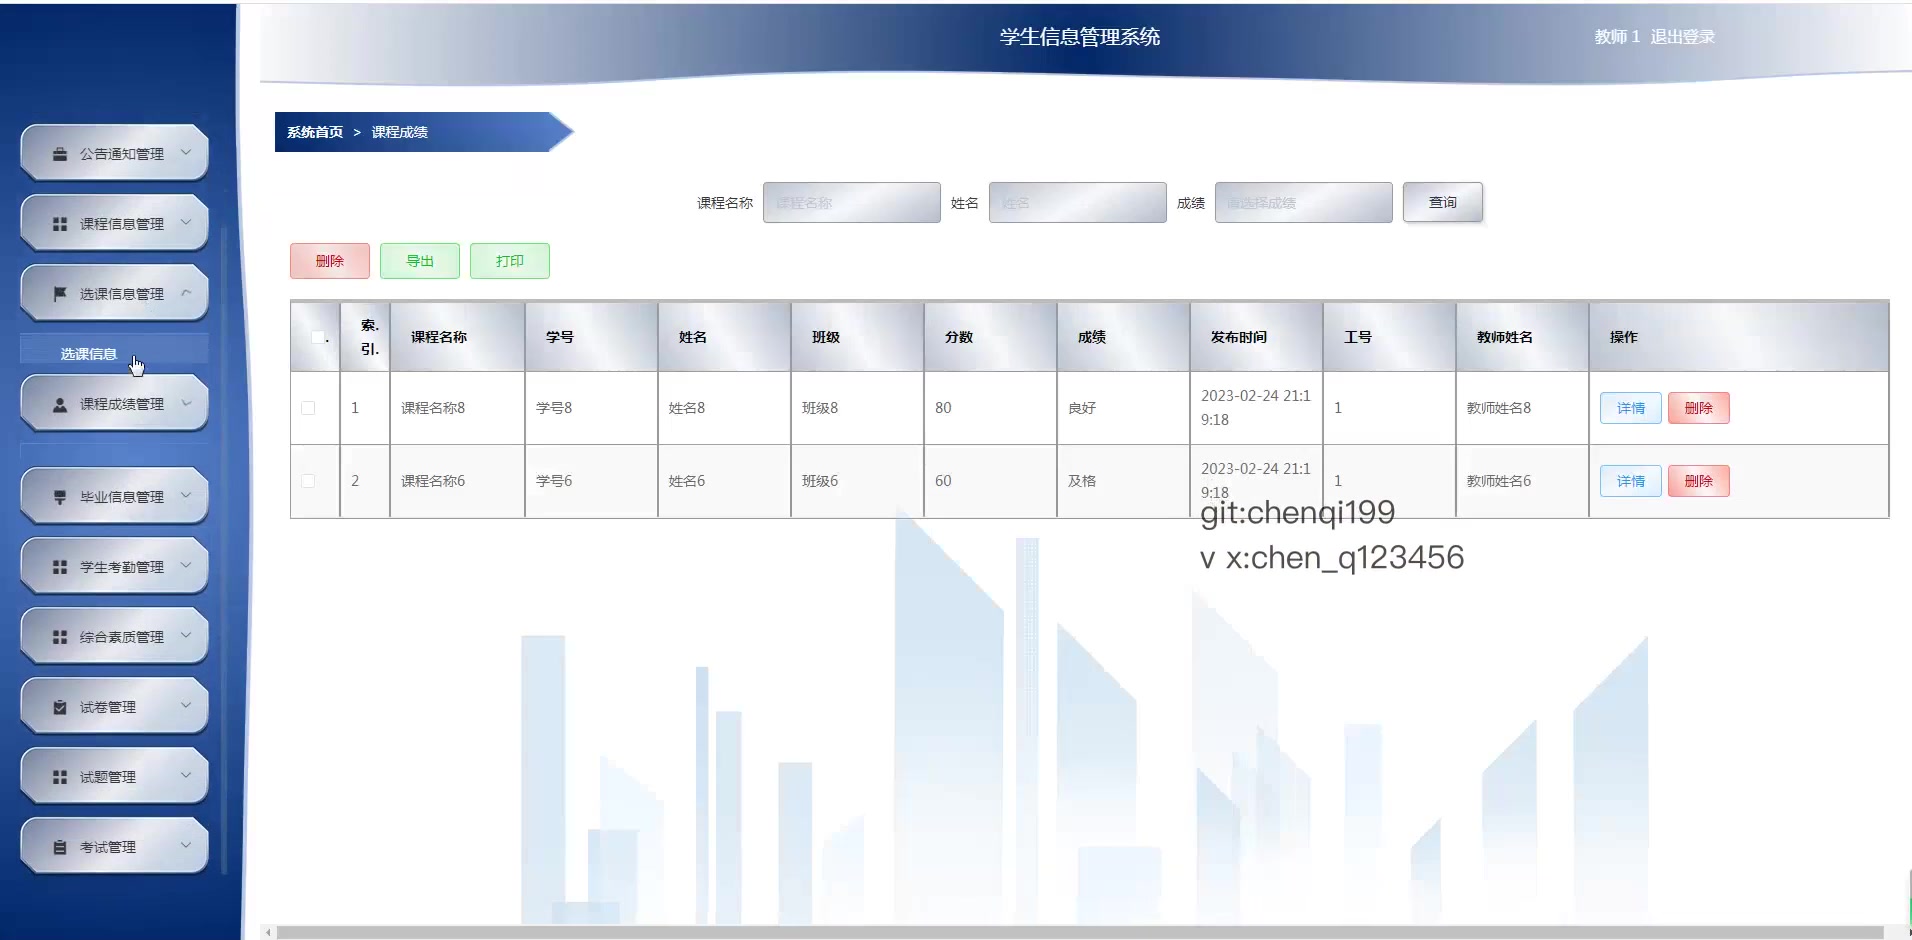 学生信息管理系统
教师 1 退出登录
系统首页 > 课程成绩
公告通知管理
课程信息管理
选课信息管理
选课信息
课程成绩管理
毕业信息管理
学生考勤管理
综合素质管理
试卷管理
试题管理
考试管理
课程名称 课程名称 姓名 姓名 成绩 请选择成绩 查询
删除 导出 打印
索. 引. 课程名称 学号 姓名 班级 分数 成绩 发布时间 工号 教师姓名 操作
1 课程名称8 学号8 姓名8 班级8 80 良好 2023-02-24 21:19:18 1 教师姓名8 详情 删除
2 课程名称6 学号6 姓名6 班级6 60 及格 2023-02-24 21:19:18 1 教师姓名6 详情 删除
git:chenqi199
v x:chen_q123456